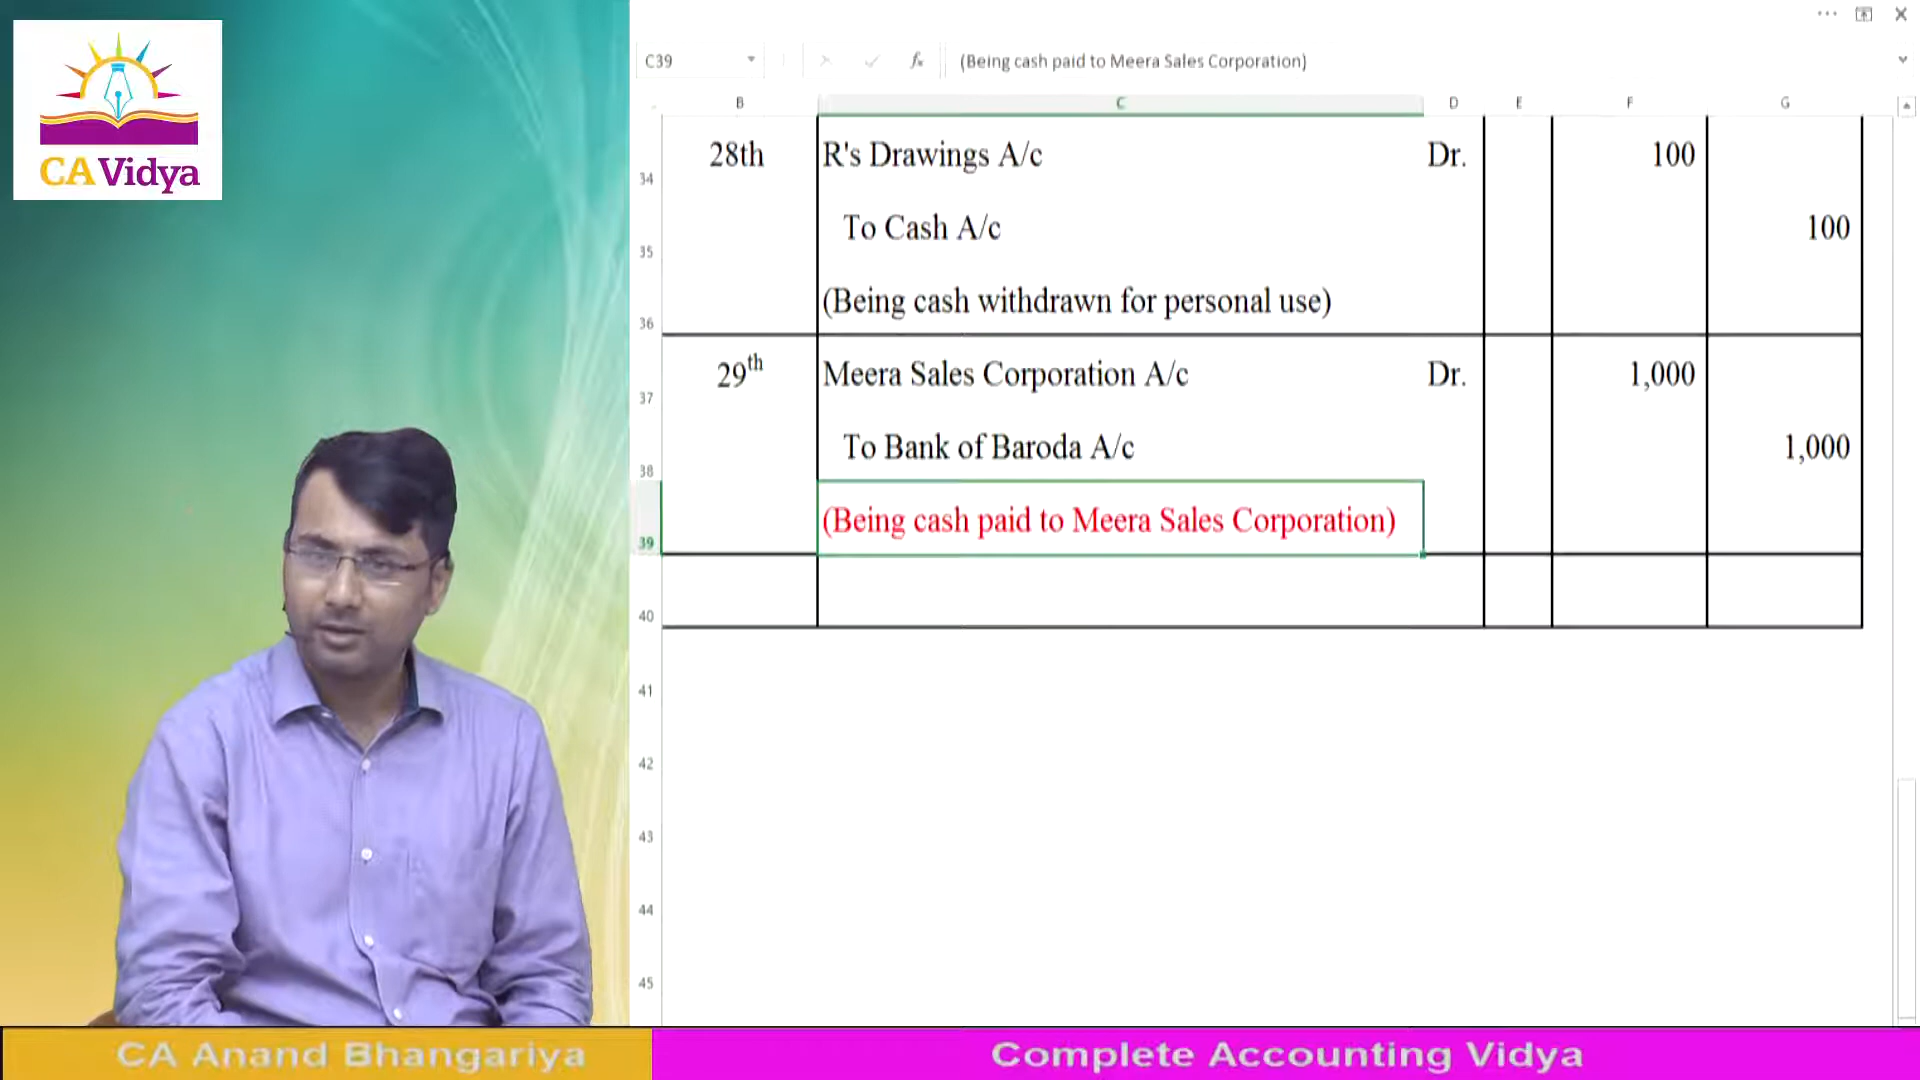 CA Vidya
C39
fx
(Being cash paid to Meera Sales Corporation)
B C D E F G
34 28th R's Drawings A/c Dr. 100
35 To Cash A/c 100
36 (Being cash withdrawn for personal use)
37 29th Meera Sales Corporation A/c Dr. 1,000
38 To Bank of Baroda A/c 1,000
39 (Being cash paid to Meera Sales Corporation)
40
41
42
43
44
45
CA Anand Bhangariya
Complete Accounting Vidya